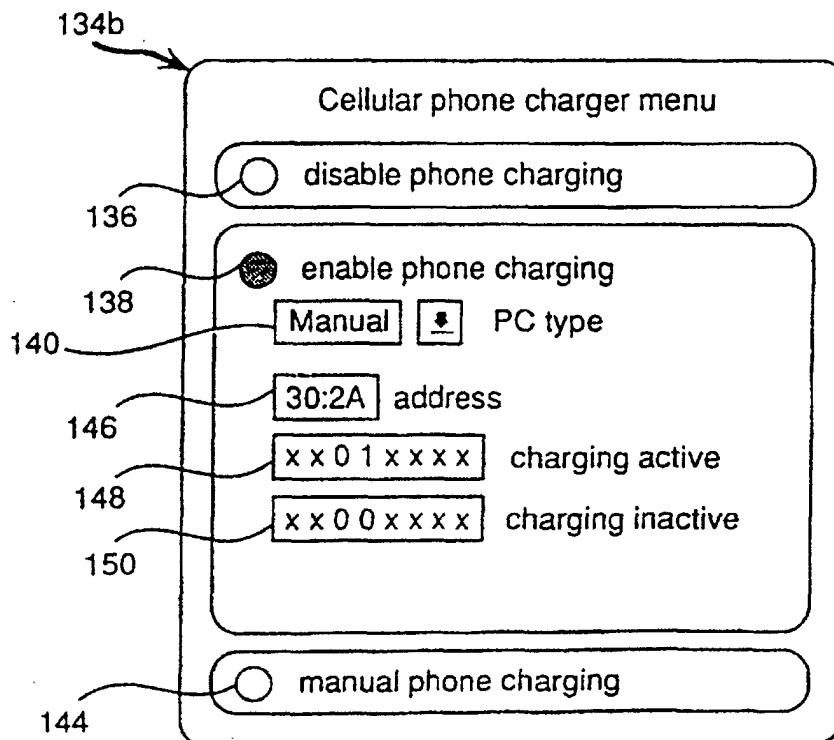 134b
Cellular phone charger menu
disable phone charging
136
enable phone charging
138
Manual PC type
140
30:2A address
146
x x 0 1 x x x x charging active
148
x x 0 0 x x x x charging inactive
150
manual phone charging
144